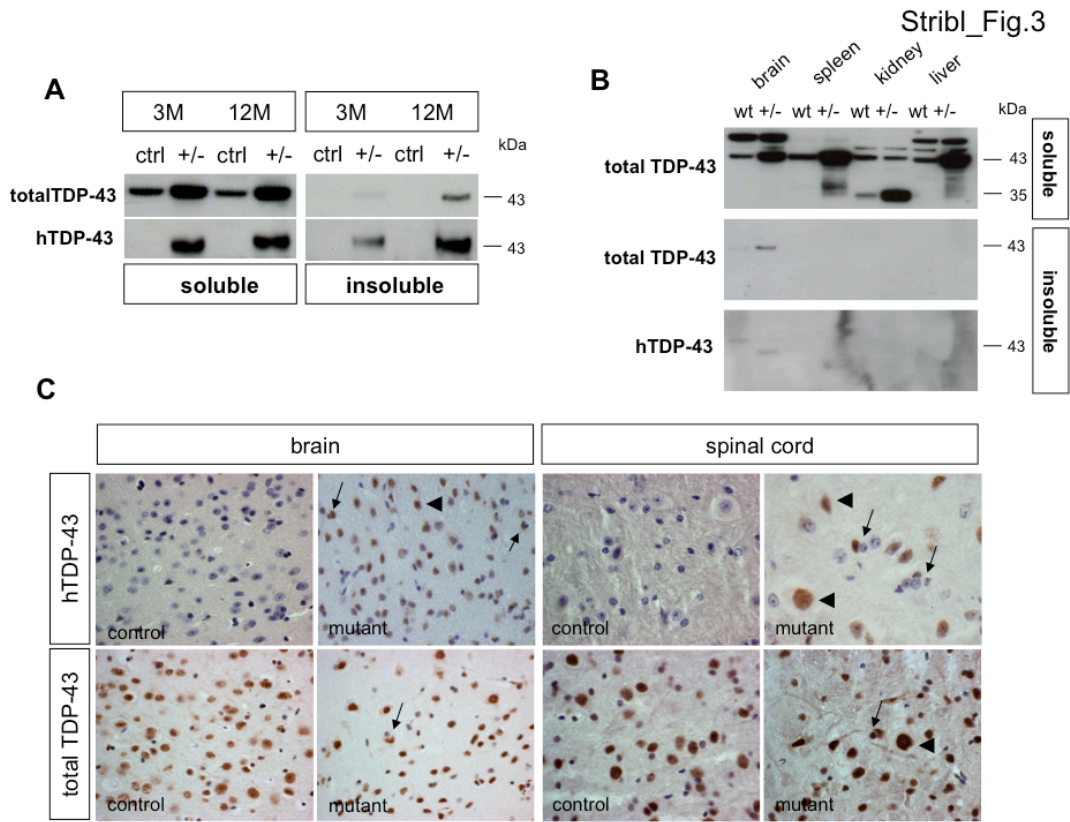 Stribl_Fig.3
A
3M 12M 3M 12M
ctrl +/- ctrl +/- ctrl +/- ctrl +/- kDa
totalTDP-43 43
hTDP-43 43
soluble insoluble
B
brain spleen kidney liver
wt +/- wt +/- wt +/- wt +/- kDa
total TDP-43 43
35
soluble
total TDP-43 43
hTDP-43 43
insoluble
C
brain spinal cord
hTDP-43
control mutant control mutant
total TDP-43
control mutant control mutant